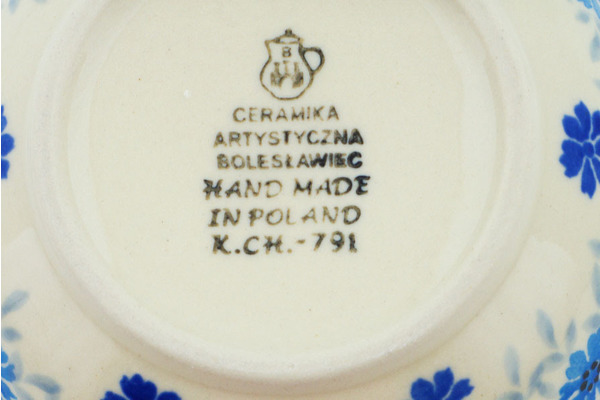 B
CERAMIKA
ARTYSTYCZNA
BOLESŁAWIEC
HAND MADE
IN POLAND
K.CH.-791